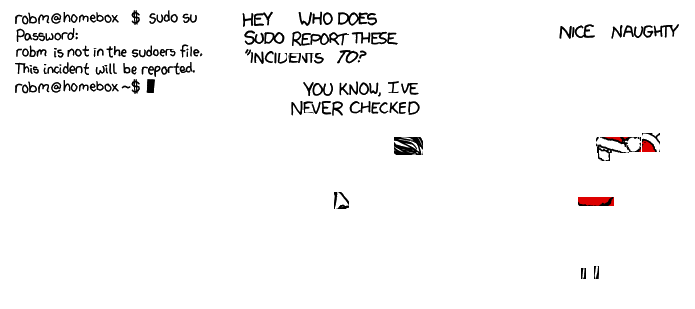 robm@homebox $ sudo su
Password:
robm is not in the sudoers file.
This incident will be reported.
robm@homebox~$
HEY WHO DOES
SUDO REPORT THESE
"INCIDENTS TO?
YOU KNOW, I'VE
NEVER CHECKED
NICE NAUGHTY